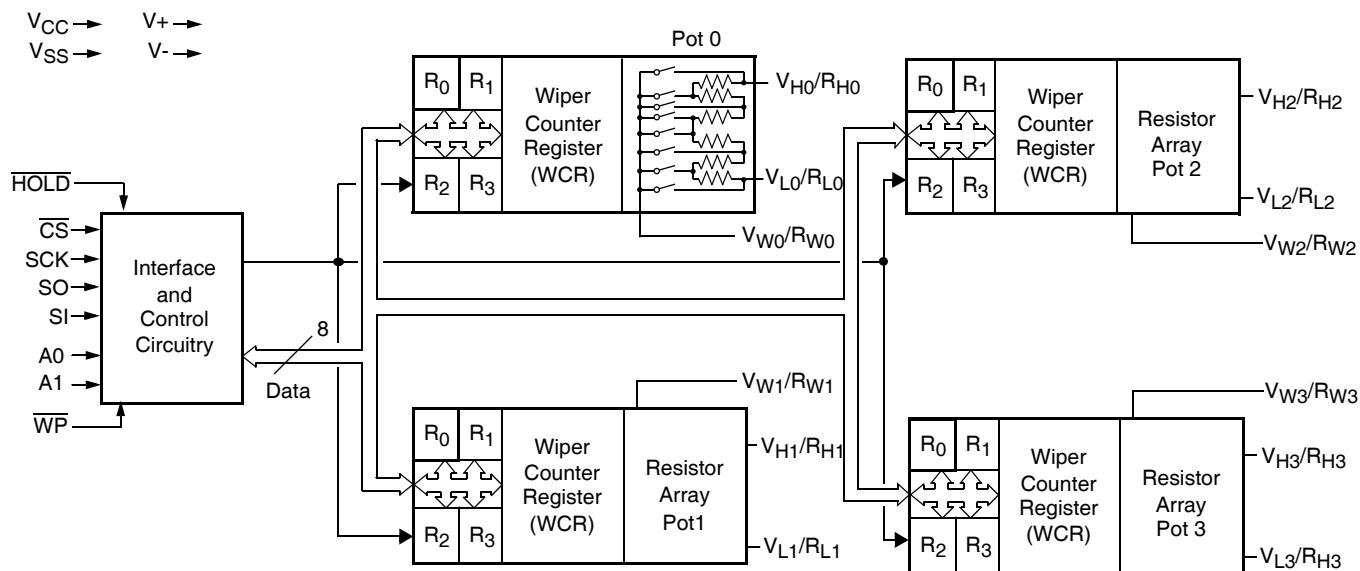 VCC V+
VSS V-
Pot 0
R0 R1
R2 R3
Wiper
Counter
Register
(WCR)
VH0/RH0
VL0/RL0
VW0/RW0
R0 R1
R2 R3
Wiper
Counter
Register
(WCR)
Resistor
Array
Pot 2
VH2/RH2
VL2/RL2
VW2/RW2
HOLD
CS
SCK
SO
SI
A0
A1
WP
Interface
and
Control
Circuitry
8
Data
VW1/RW1
R0 R1
R2 R3
Wiper
Counter
Register
(WCR)
Resistor
Array
Pot1
VH1/RH1
VL1/RL1
VW3/RW3
R0 R1
R2 R3
Wiper
Counter
Register
(WCR)
Resistor
Array
Pot 3
VH3/RH3
VL3/RH3